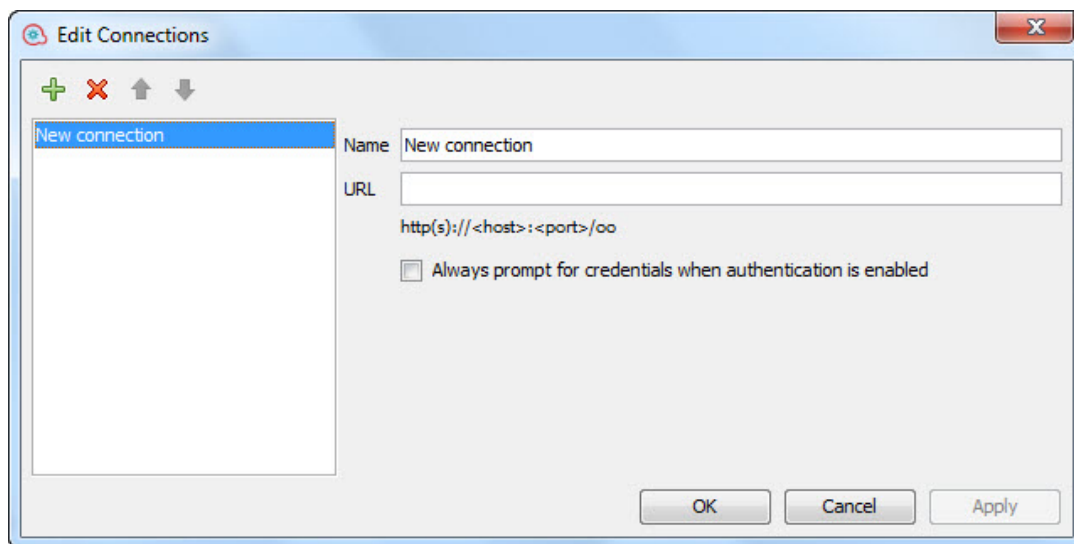 Edit Connections
New connection
Name New connection
URL
http(s)://<host>:<port>/oo
Always prompt for credentials when authentication is enabled
OK Cancel Apply